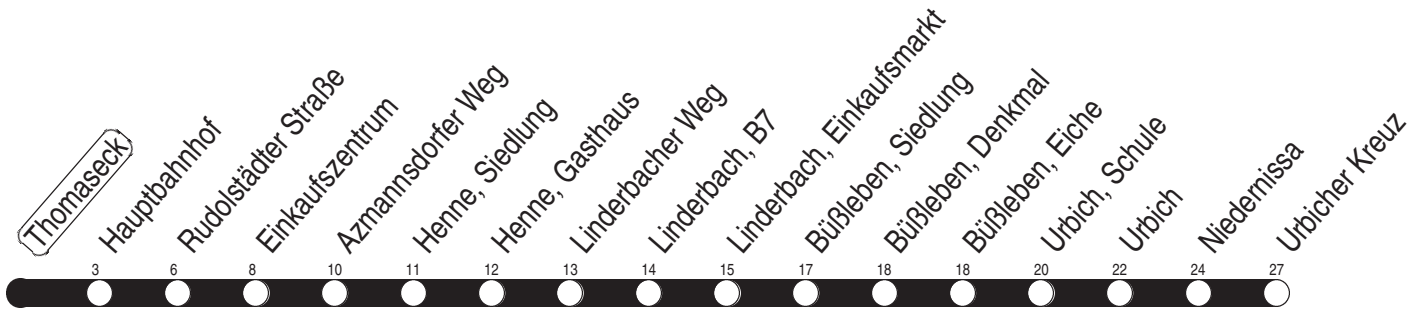 Thomaseck
Hauptbahnhof
Rudolstädter Straße
Einkaufszentrum
Azmannsdorfer Weg
Henne, Siedlung
Henne, Gasthaus
Linderbacher Weg
Linderbach, B7
Linderbach, Einkaufsmarkt
Büßleben, Siedlung
Büßleben, Denkmal
Büßleben, Eiche
Urbich, Schule
Urbich
Niedernissa
Urbicher Kreuz
3 6 8 10 11 12 13 14 15 17 18 18 20 22 24 27